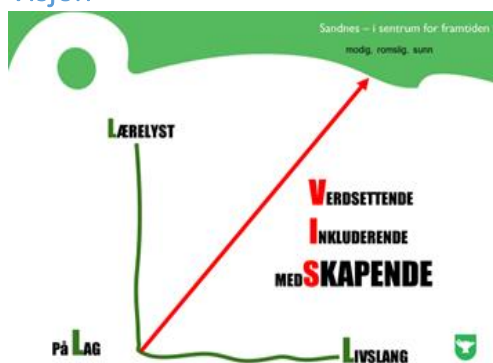 Visjon
Sandnes – i sentrum for framtiden
modig, romslig, sunn
LÆRELYST
VERDSETTENDE
INKLUDERENDE
MEDSKAPENDE
På LAG
LIVSLANG